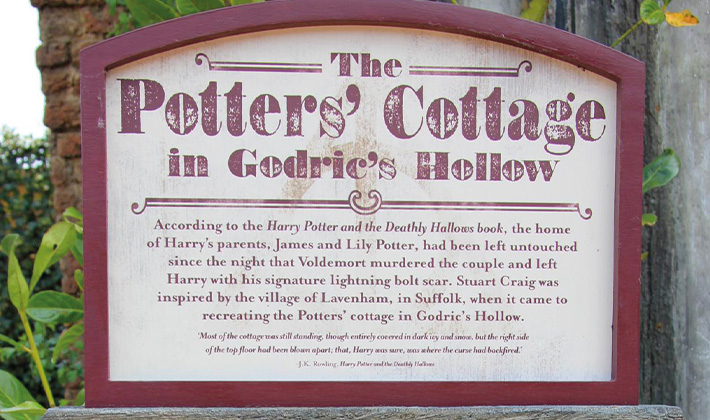 The
Potters' Cottage
in Godric's Hollow
According to the Harry Potter and the Deathly Hallows book, the home
of Harry's parents, James and Lily Potter, had been left untouched
since the night that Voldemort murdered the couple and left
Harry with his signature lightning bolt scar. Stuart Craig was
inspired by the village of Lavenham, in Suffolk, when it came to
recreating the Potters' cottage in Godric's Hollow.
'Most of the cottage was still standing, though entirely covered in dark ivy and snow, but the right
side of the top floor had been blown apart; that, Harry was sure, was where the curse had backfired.'
-J.K. Rowling, Harry Potter and the Deathly Hallows